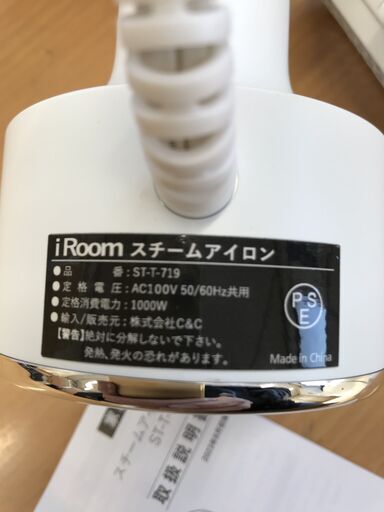 iRoom スチームアイロン
●品　　　番：ST-T-719
●定 格 電 圧：AC100V 50/60Hz共用
●定格消費電力：1000W
●輸入/販売元：株式会社C&C
【警告】絶対に分解しないで下さい。
発熱、発火の恐れがあります。
PSE
Made in China
スチームア
ST-T-
取扱説明書